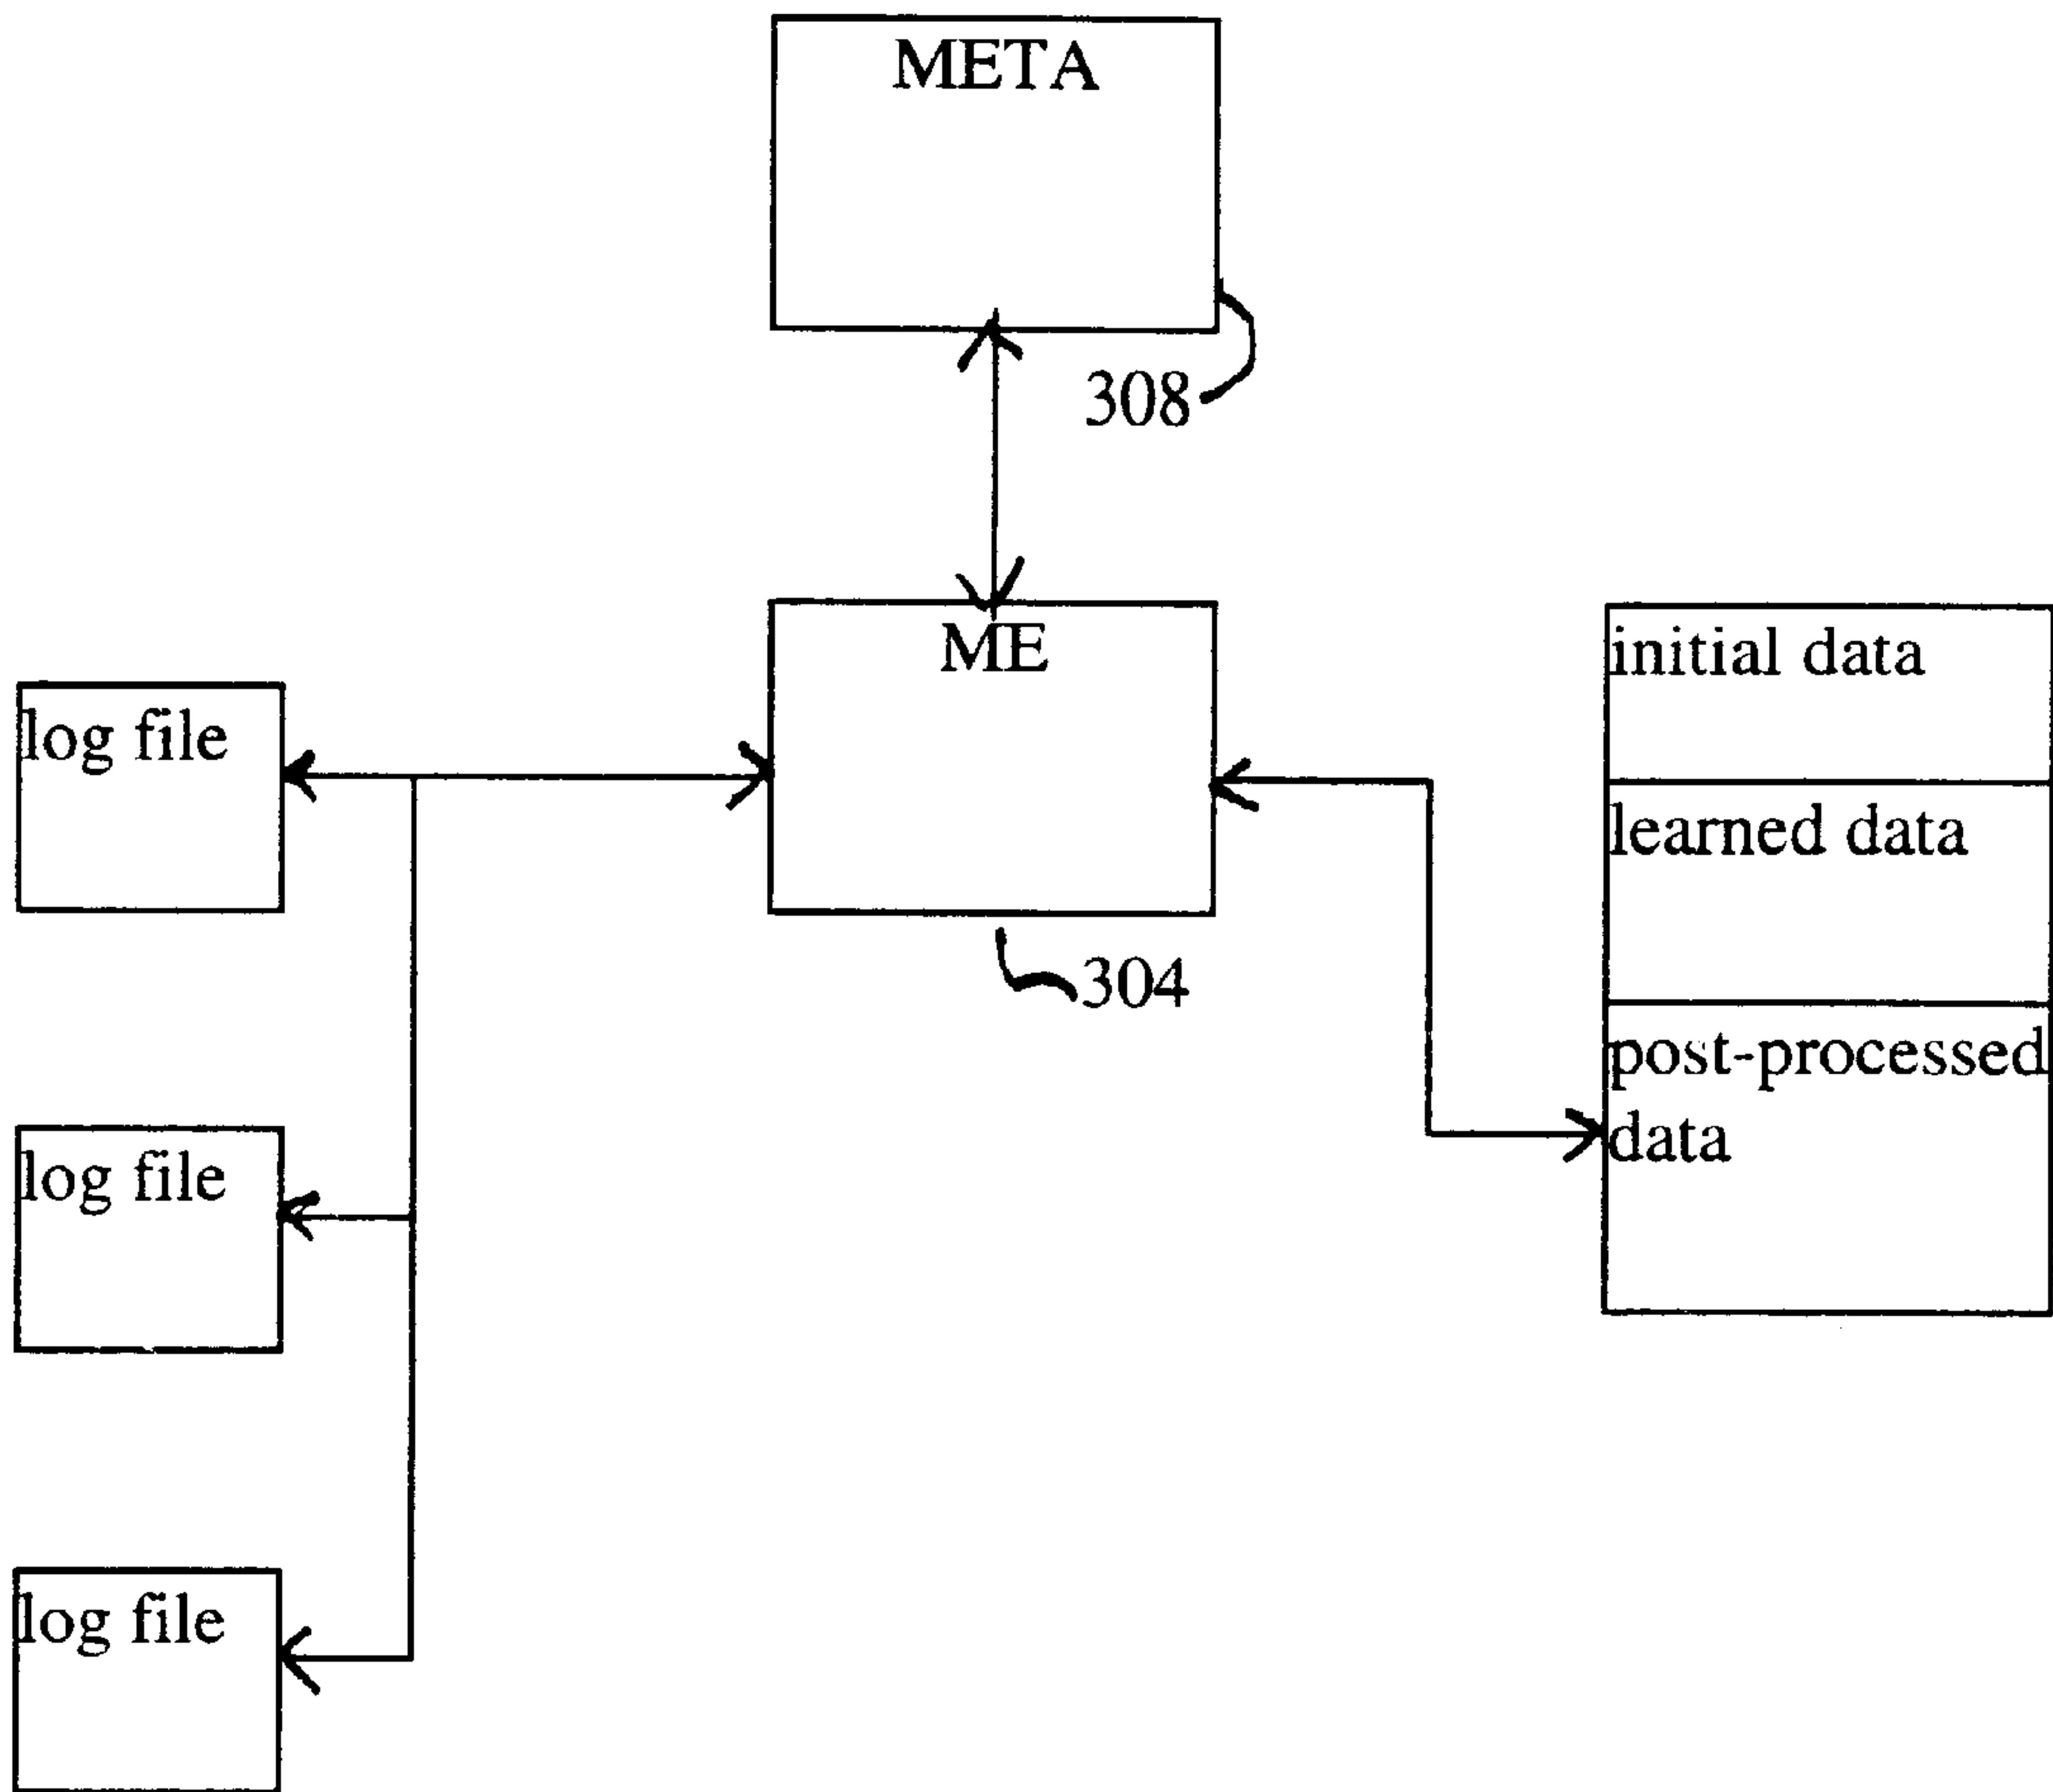 META
308
ME
304
initial data
learned data
post-processed
data
log file
log file
log file